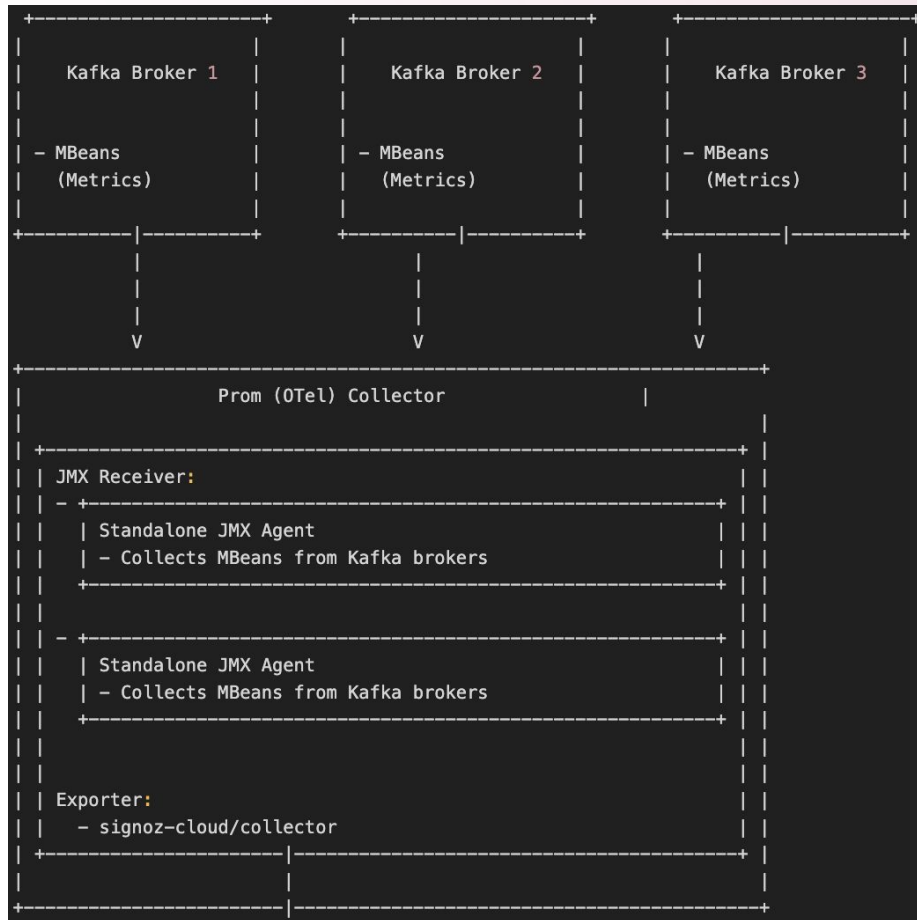 Kafka Broker 1 Kafka Broker 2 Kafka Broker 3
- MBeans - MBeans - MBeans
(Metrics) (Metrics) (Metrics)
V V V
Prom (OTel) Collector
JMX Receiver:
- Standalone JMX Agent
- Collects MBeans from Kafka brokers
- Standalone JMX Agent
- Collects MBeans from Kafka brokers
Exporter:
- signoz-cloud/collector